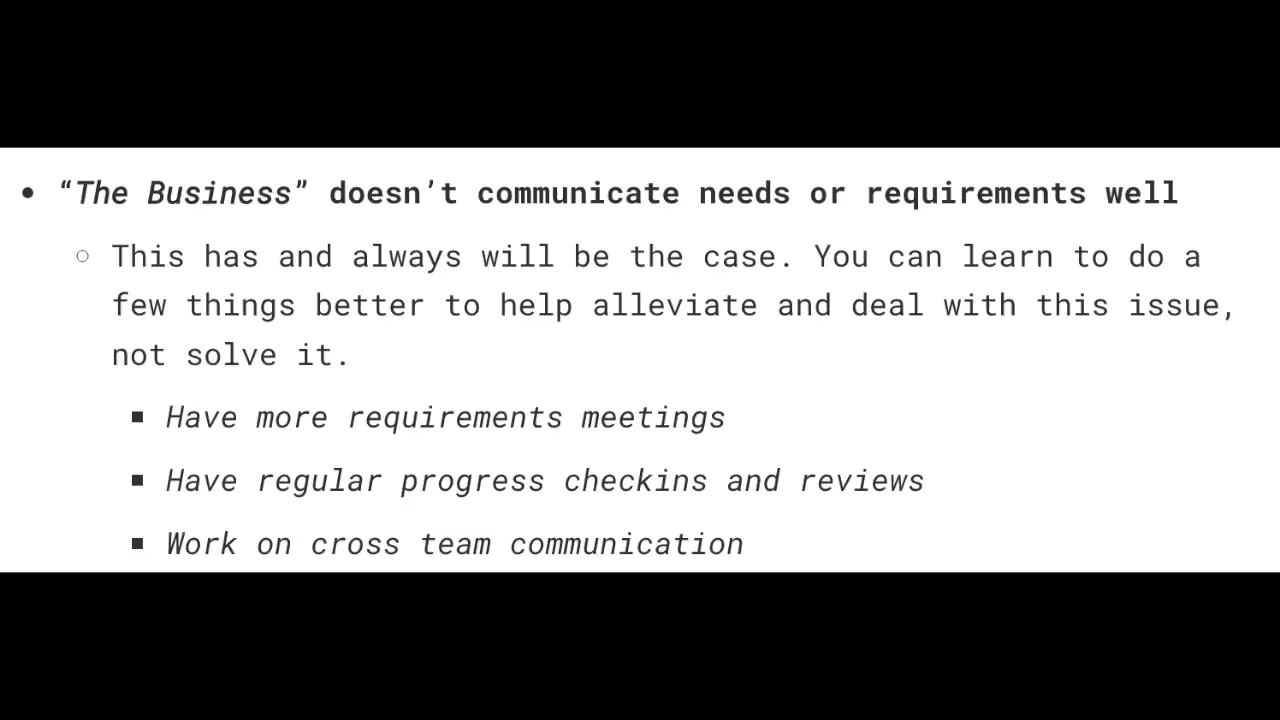 • “The Business” doesn’t communicate needs or requirements well
○ This has and always will be the case. You can learn to do a
few things better to help alleviate and deal with this issue,
not solve it.
▪ Have more requirements meetings
▪ Have regular progress checkins and reviews
▪ Work on cross team communication